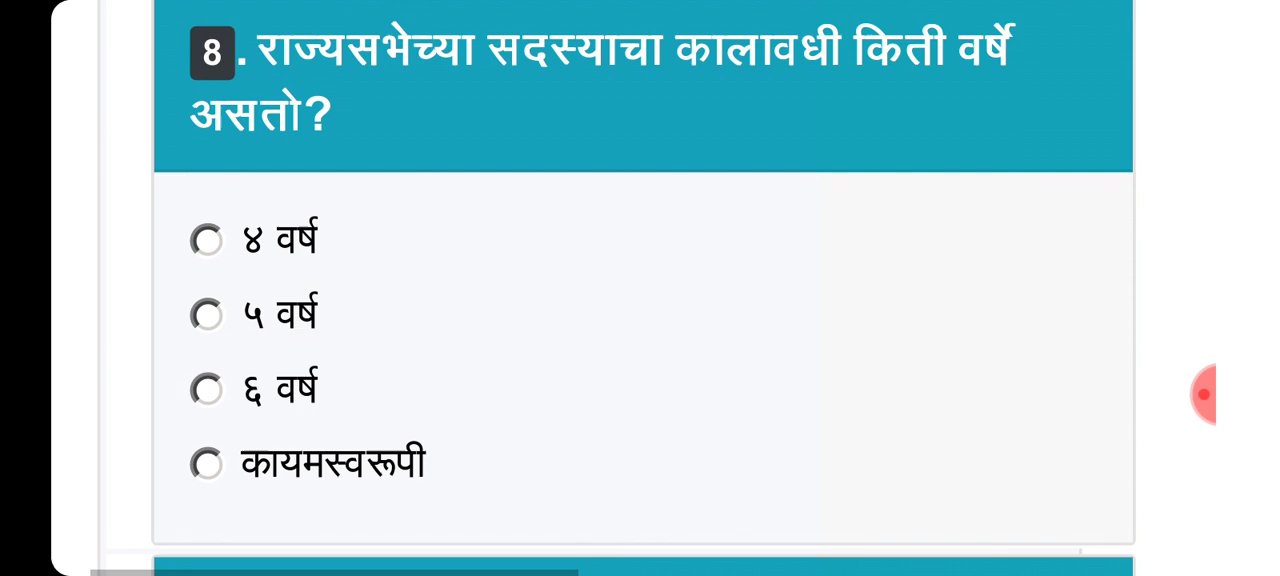 8. राज्यसभेच्या सदस्याचा कालावधी किती वर्षे
असतो?
४ वर्ष
५ वर्ष
६ वर्ष
कायमस्वरूपी